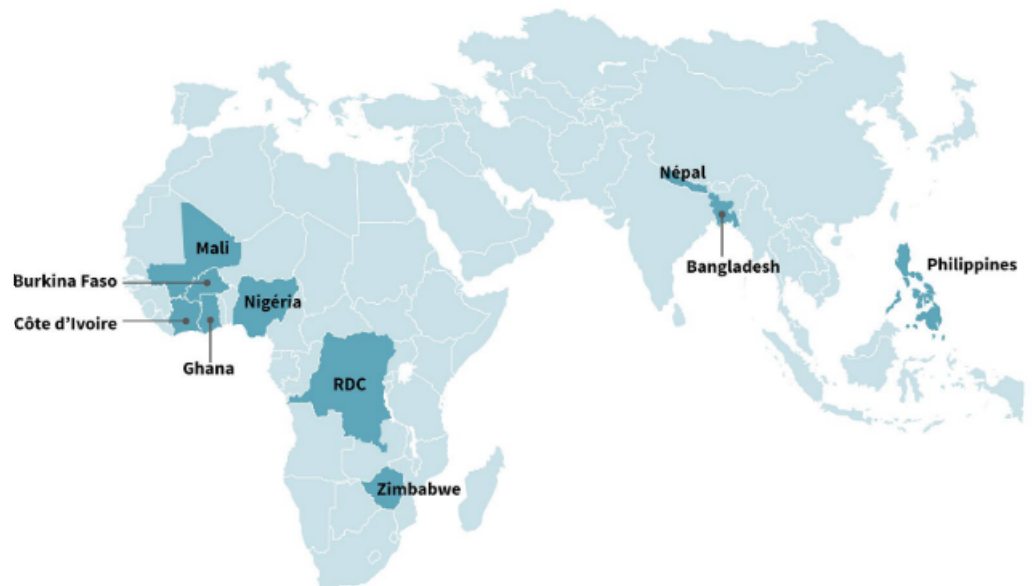 Népal
Mali
Bangladesh
Philippines
Burkina Faso
Nigéria
Côte d'Ivoire
Ghana
RDC
Zimbabwe